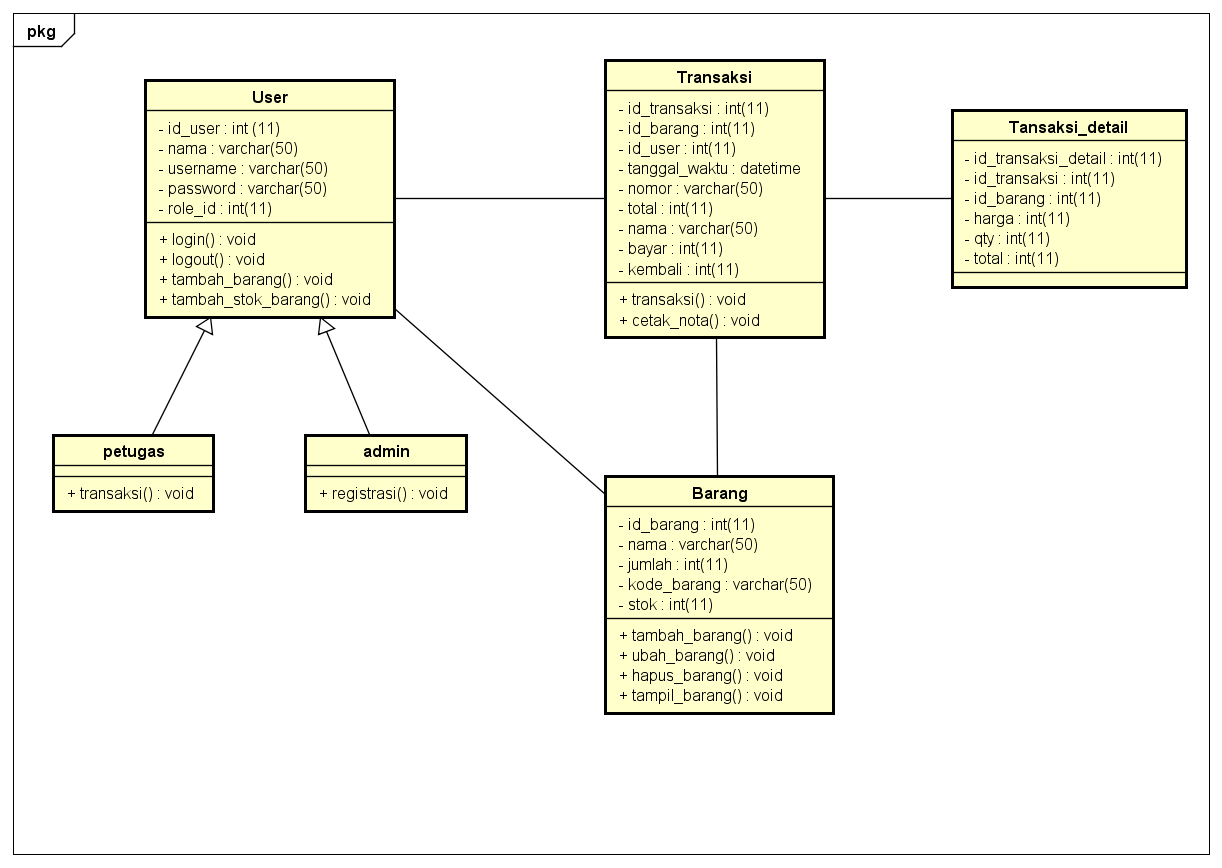 pkg
User
- id_user : int (11)
- nama : varchar(50)
- username : varchar(50)
- password : varchar(50)
- role_id : int(11)
+ login() : void
+ logout() : void
+ tambah_barang() : void
+ tambah_stok_barang() : void
Transaksi
- id_transaksi : int(11)
- id_barang : int(11)
- id_user : int(11)
- tanggal_waktu : datetime
- nomor : varchar(50)
- total : int(11)
- nama : varchar(50)
- bayar : int(11)
- kembali : int(11)
+ transaksi() : void
+ cetak_nota() : void
Tansaksi_detail
- id_transaksi_detail : int(11)
- id_transaksi : int(11)
- id_barang : int(11)
- harga : int(11)
- qty : int(11)
- total : int(11)
petugas
+ transaksi() : void
admin
+ registrasi() : void
Barang
- id_barang : int(11)
- nama : varchar(50)
- jumlah : int(11)
- kode_barang : varchar(50)
- stok : int(11)
+ tambah_barang() : void
+ ubah_barang() : void
+ hapus_barang() : void
+ tampil_barang() : void